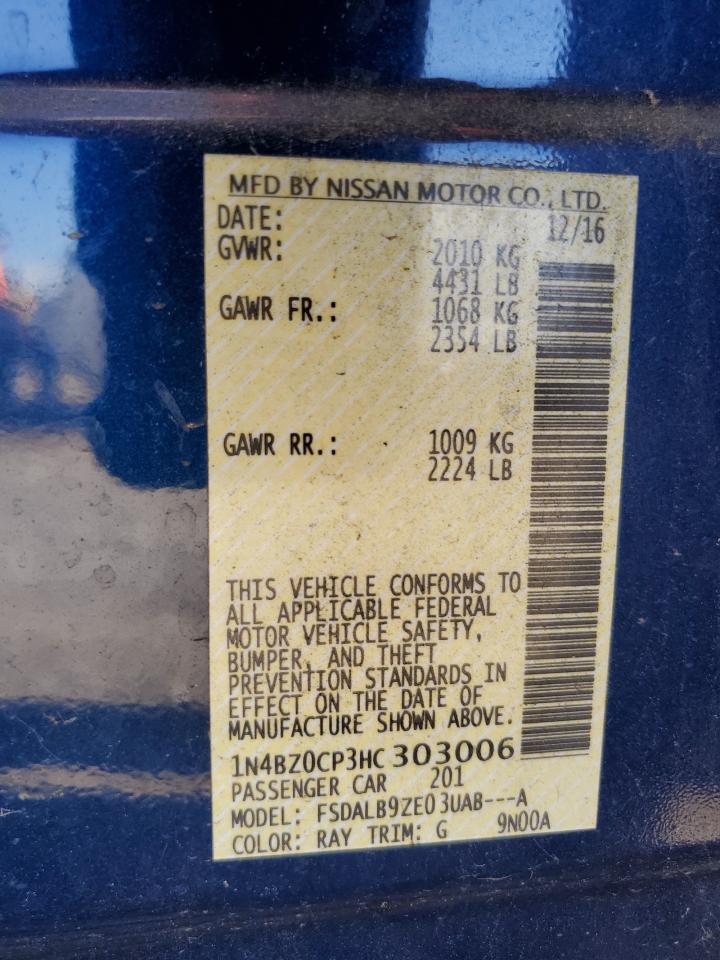 MFD BY NISSAN MOTOR CO., LTD.
DATE: 12/16
GVWR: 2010 KG
4431 LB
GAWR FR.: 1068 KG
2354 LB
GAWR RR.: 1009 KG
2224 LB
THIS VEHICLE CONFORMS TO
ALL APPLICABLE FEDERAL
MOTOR VEHICLE SAFETY,
BUMPER, AND THEFT
PREVENTION STANDARDS IN
EFFECT ON THE DATE OF
MANUFACTURE SHOWN ABOVE.
1N4BZ0CP3HC 303006
PASSENGER CAR 201
MODEL: FSDALB9ZE03UAB---A
COLOR: RAY TRIM: G 9N00A